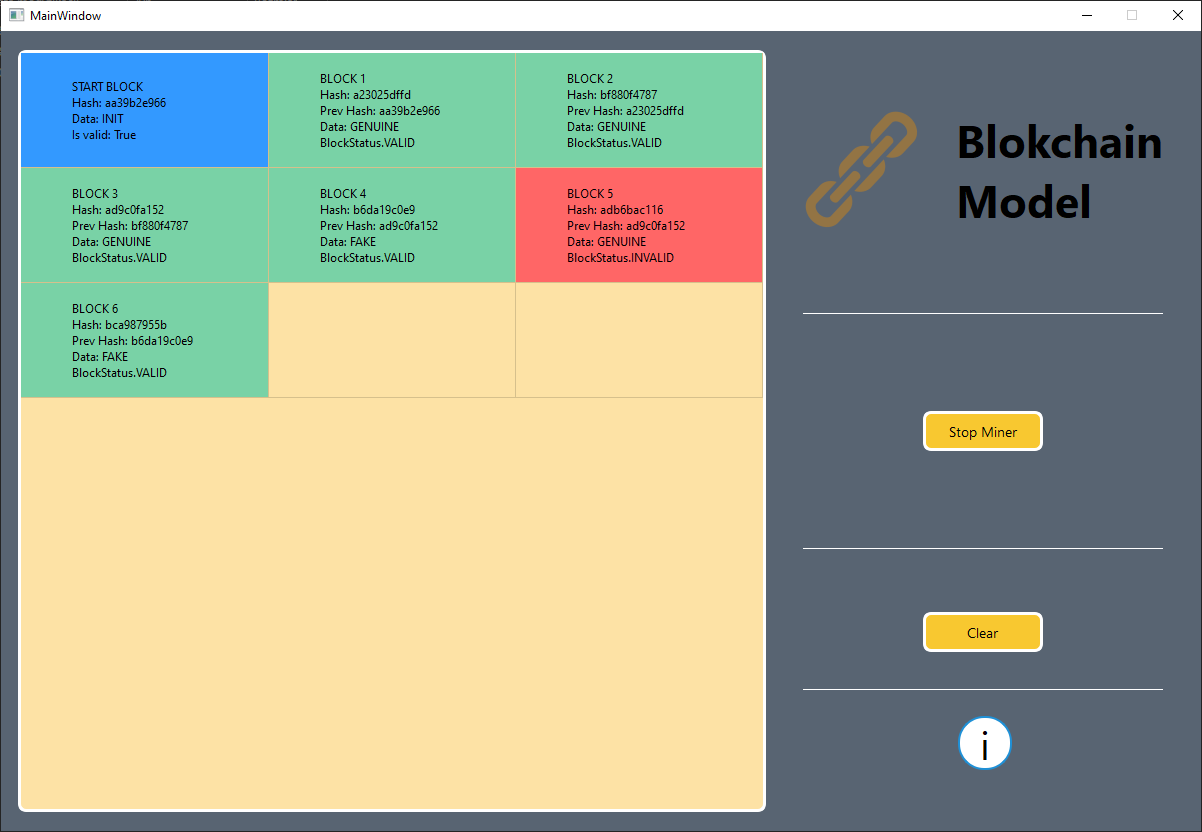 MainWindow
START BLOCK
Hash: aa39b2e966
Data: INIT
Is valid: True
BLOCK 1
Hash: a23025dffd
Prev Hash: aa39b2e966
Data: GENUINE
BlockStatus.VALID
BLOCK 2
Hash: bf880f4787
Prev Hash: a23025dffd
Data: GENUINE
BlockStatus.VALID
BLOCK 3
Hash: ad9c0fa152
Prev Hash: bf880f4787
Data: GENUINE
BlockStatus.VALID
BLOCK 4
Hash: b6da19c0e9
Prev Hash: ad9c0fa152
Data: FAKE
BlockStatus.VALID
BLOCK 5
Hash: adb6bac116
Prev Hash: ad9c0fa152
Data: GENUINE
BlockStatus.INVALID
BLOCK 6
Hash: bca987955b
Prev Hash: b6da19c0e9
Data: FAKE
BlockStatus.VALID
Blokchain
Model
Stop Miner
Clear
i